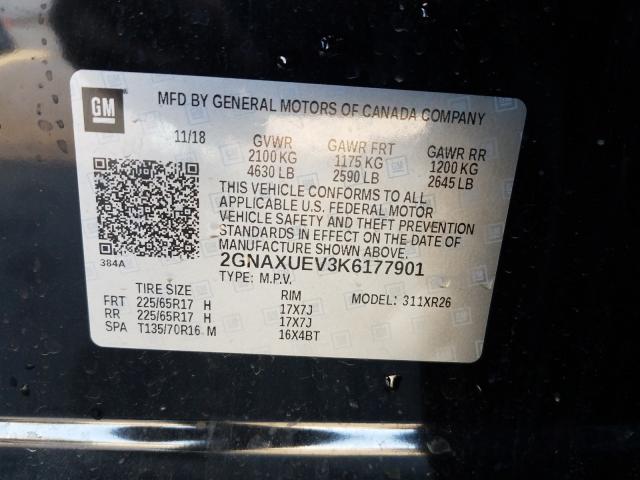 GM
MFD BY GENERAL MOTORS OF CANADA COMPANY
11/18 GVWR GAWR FRT GAWR RR
2100 KG 1175 KG 1200 KG
4630 LB 2590 LB 2645 LB
THIS VEHICLE CONFORMS TO ALL
APPLICABLE U.S. FEDERAL MOTOR
VEHICLE SAFETY AND THEFT PREVENTION
STANDARDS IN EFFECT ON THE DATE OF
MANUFACTURE SHOWN ABOVE.
384A 2GNAXUEV3K6177901
TYPE: M.P.V.
TIRE SIZE RIM MODEL: 311XR26
FRT 225/65R17 H 17X7J
RR 225/65R17 H 17X7J
SPA T135/70R16 M 16X4BT